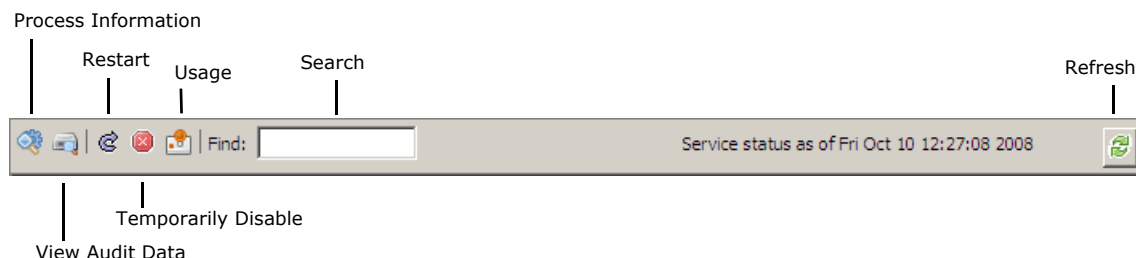 Process Information
Restart
Usage
Search
Refresh
Find:
Service status as of Fri Oct 10 12:27:08 2008
Temporarily Disable
View Audit Data